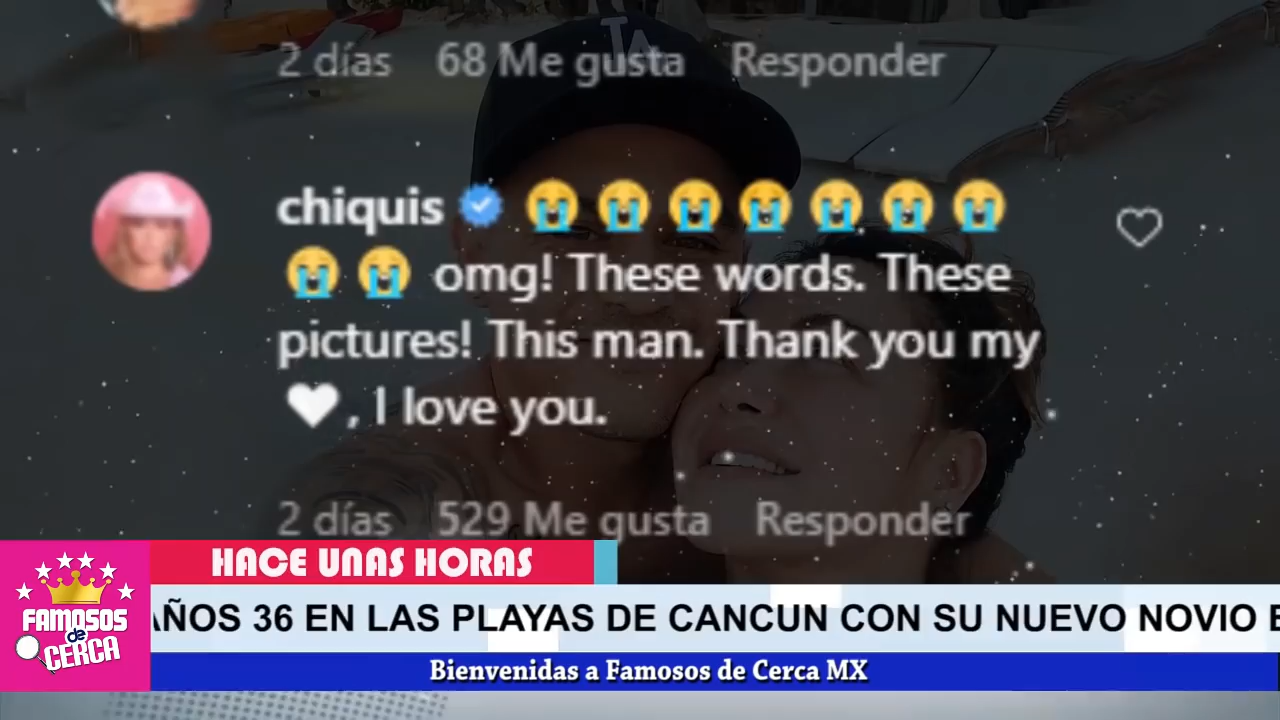 2 días 68 Me gusta Responder
chiquis 😭😭😭😭😭😭😭
😭😭 omg! These words. These
pictures! This man. Thank you my
🤍, I love you.
2 días 529 Me gusta Responder
HACE UNAS HORAS
AÑOS 36 EN LAS PLAYAS DE CANCUN CON SU NUEVO NOVIO
FAMOSOS
de
CERCA
Bienvenidas a Famosos de Cerca MX